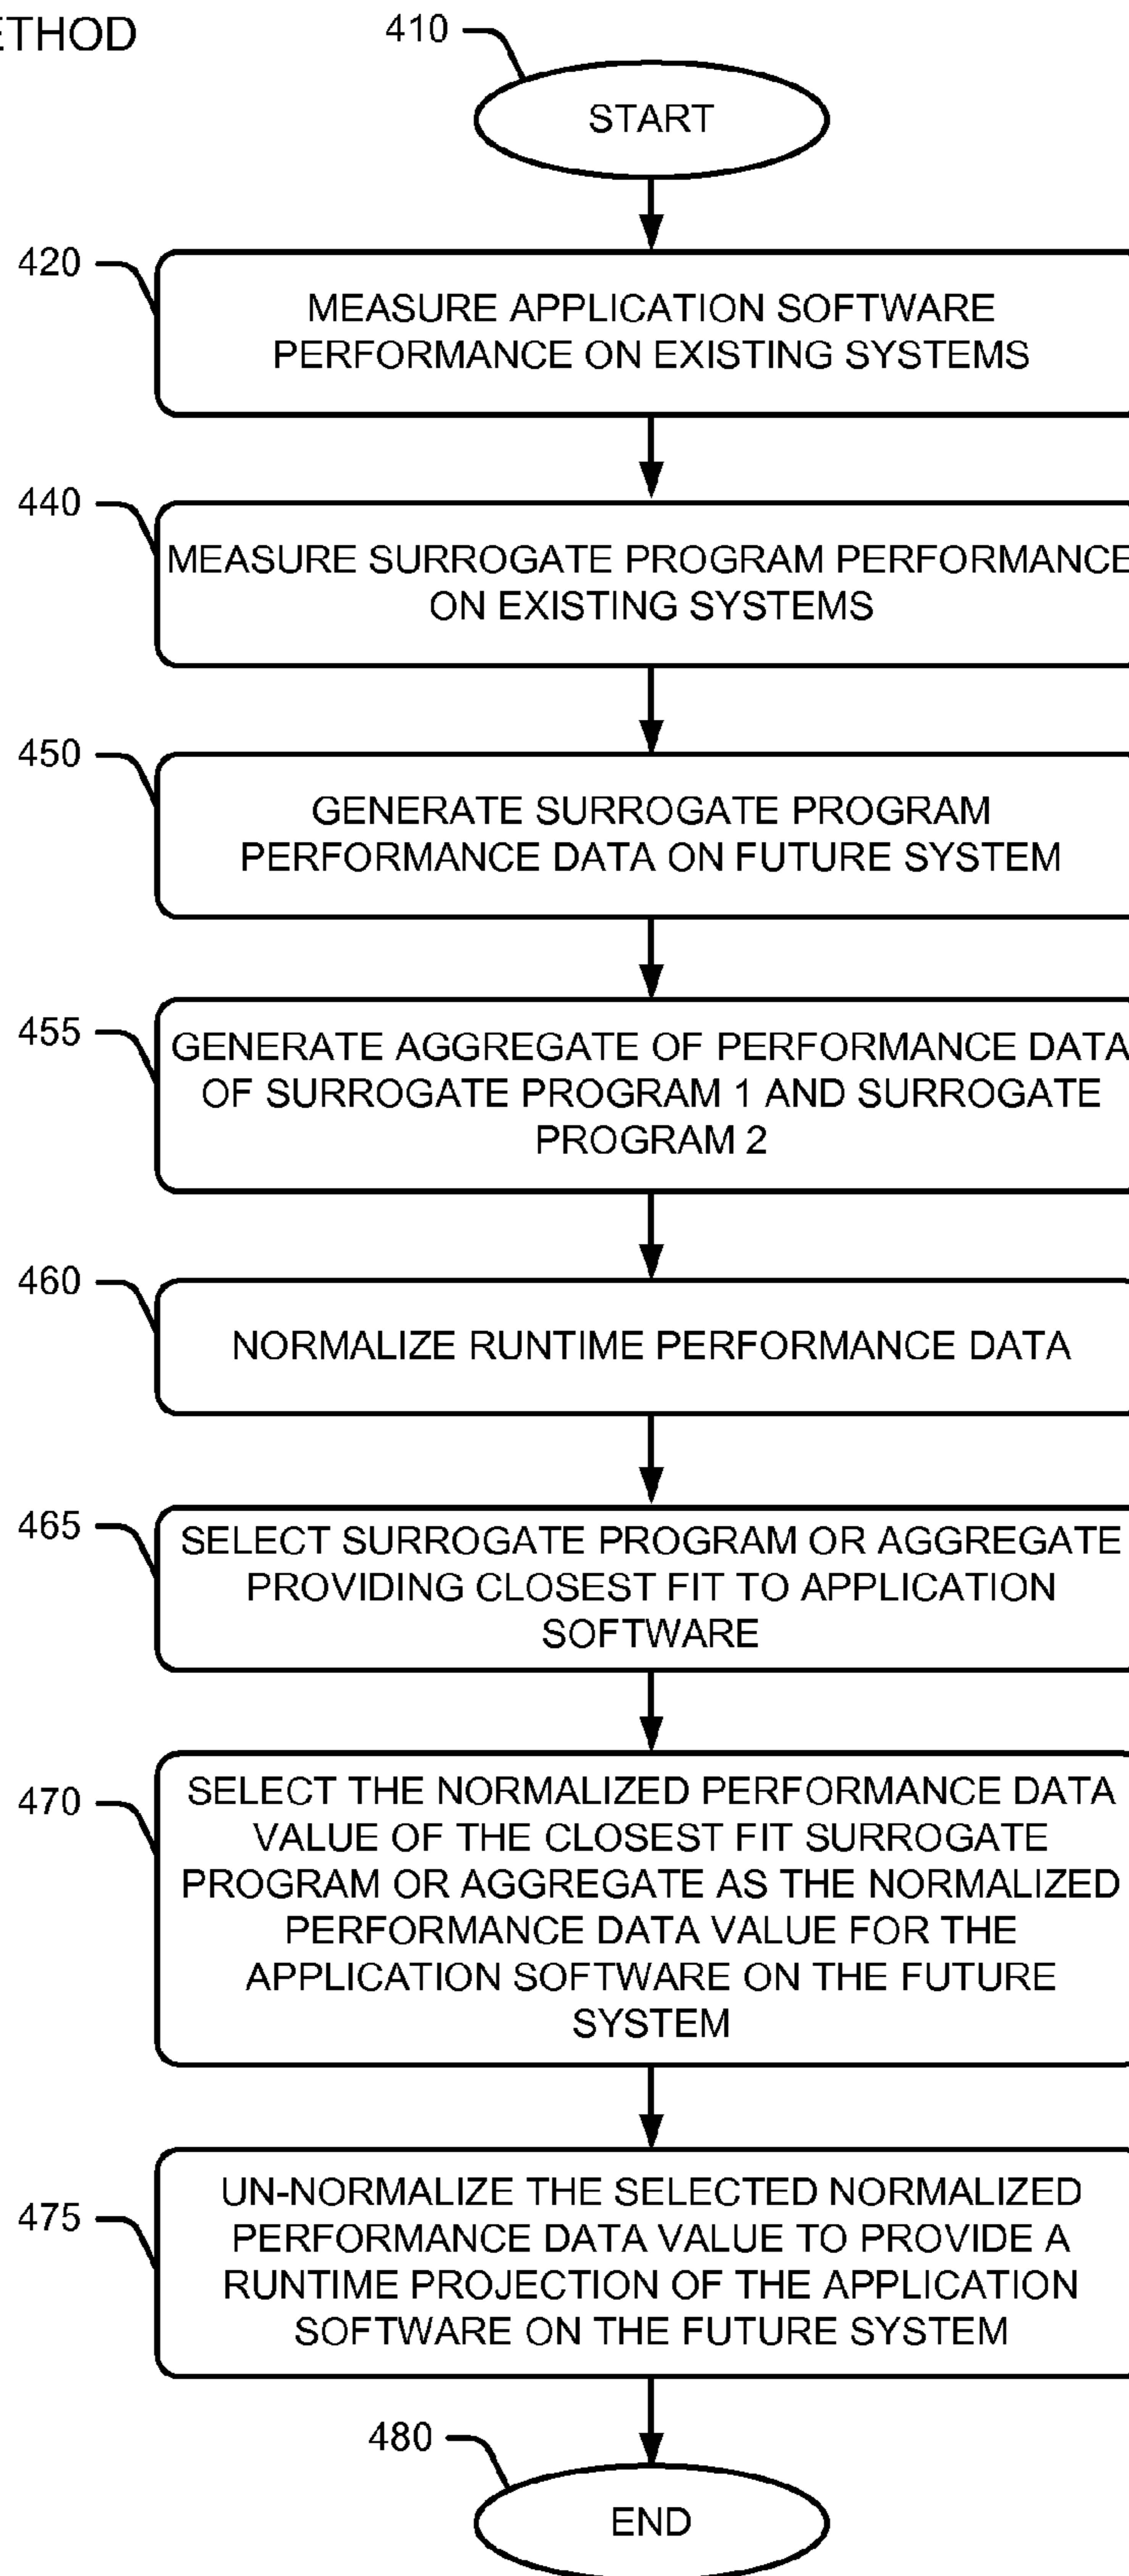 410
START
420
MEASURE APPLICATION SOFTWARE
PERFORMANCE ON EXISTING SYSTEMS
440
MEASURE SURROGATE PROGRAM PERFORMANCE
ON EXISTING SYSTEMS
450
GENERATE SURROGATE PROGRAM
PERFORMANCE DATA ON FUTURE SYSTEM
455
GENERATE AGGREGATE OF PERFORMANCE DATA
OF SURROGATE PROGRAM 1 AND SURROGATE
PROGRAM 2
460
NORMALIZE RUNTIME PERFORMANCE DATA
465
SELECT SURROGATE PROGRAM OR AGGREGATE
PROVIDING CLOSEST FIT TO APPLICATION
SOFTWARE
470
SELECT THE NORMALIZED PERFORMANCE DATA
VALUE OF THE CLOSEST FIT SURROGATE
PROGRAM OR AGGREGATE AS THE NORMALIZED
PERFORMANCE DATA VALUE FOR THE
APPLICATION SOFTWARE ON THE FUTURE
SYSTEM
475
UN-NORMALIZE THE SELECTED NORMALIZED
PERFORMANCE DATA VALUE TO PROVIDE A
RUNTIME PROJECTION OF THE APPLICATION
SOFTWARE ON THE FUTURE SYSTEM
480
END